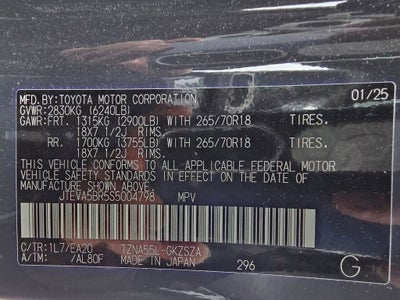 MFD.BY:TOYOTA MOTOR CORPORATION 01/25
GVWR:2830KG (6240LB)
GAWR:FRT. 1315KG (2900LB) WITH 265/70R18 TIRES.
18X7 1/2J RIMS.
RR. 1700KG (3755LB) WITH 265/70R18 TIRES.
18X7 1/2J RIMS.
THIS VEHICLE CONFORMS TO ALL APPLICABLE FEDERAL MOTOR
VEHICLE SAFETY STANDARDS IN EFFECT ON THE DATE OF
MANUFACTURE SHOWN ABOVE.
JTEVA5BR5S5004798 MPV
C/TR:1L7/EA20 TZNA55L-GKZSZA
A/TM: /AL80F MADE IN JAPAN 296 G